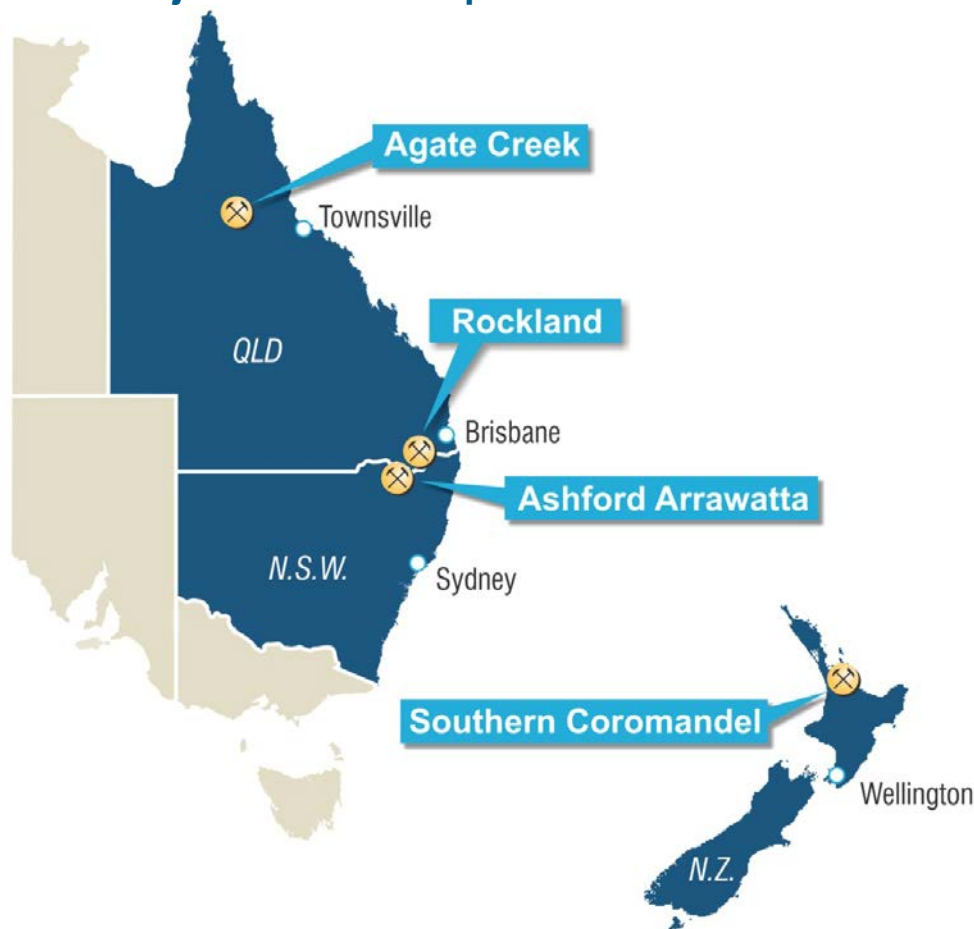 Agate Creek
Townsville
Rockland
QLD
Brisbane
Ashford Arrawatta
N.S.W.
Sydney
Southern Coromandel
Wellington
N.Z.